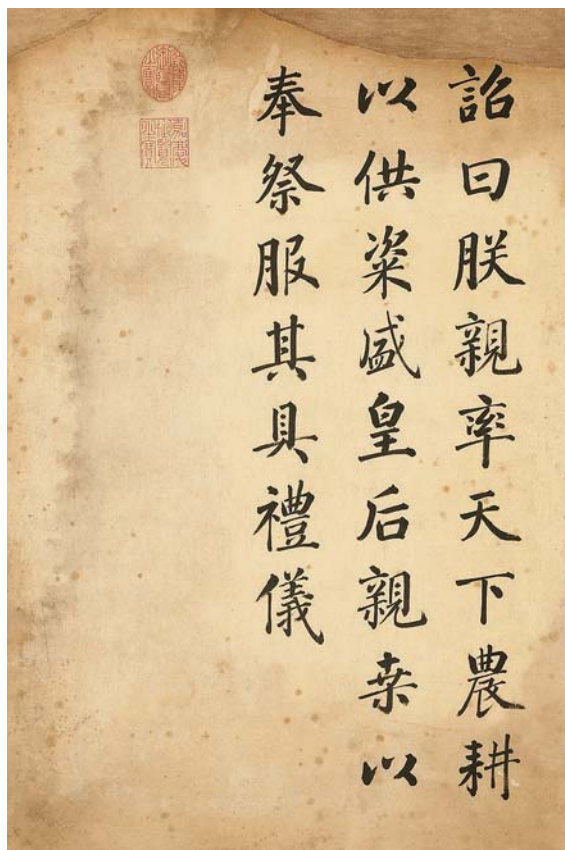 詔曰朕親率天下農耕
以供粢盛皇后親桒以
奉祭服其具禮儀